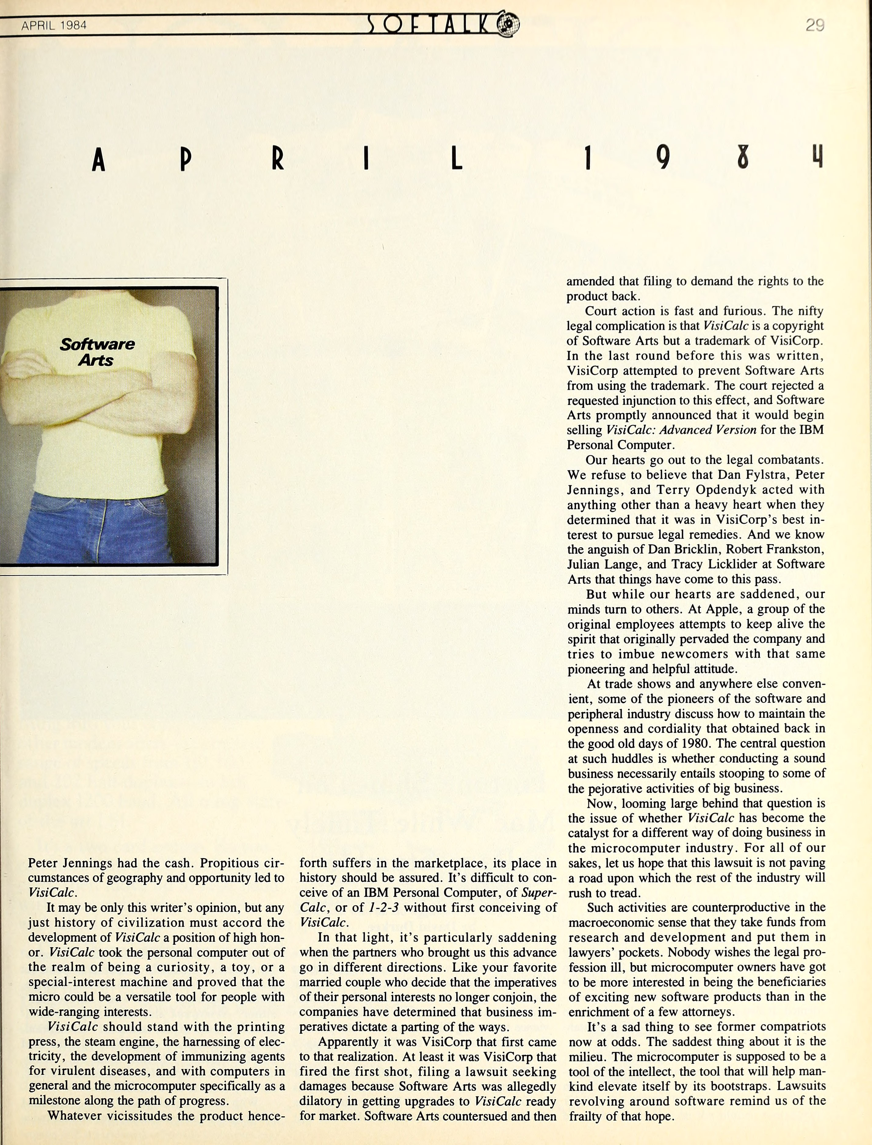 APRIL 1984
SOFTALK
29
APRIL 1984
Software
Arts
Peter Jennings had the cash. Propitious cir-
cumstances of geography and opportunity led to
VisiCalc.
It may be only this writer's opinion, but any
just history of civilization must accord the
development of VisiCalc a position of high hon-
or. VisiCalc took the personal computer out of
the realm of being a curiosity, a toy, or a
special-interest machine and proved that the
micro could be a versatile tool for people with
wide-ranging interests.
VisiCalc should stand with the printing
press, the steam engine, the harnessing of elec-
tricity, the development of immunizing agents
for virulent diseases, and with computers in
general and the microcomputer specifically as a
milestone along the path of progress.
Whatever vicissitudes the product hence-
forth suffers in the marketplace, its place in
history should be assured. It's difficult to con-
ceive of an IBM Personal Computer, of Super-
Calc, or of 1-2-3 without first conceiving of
VisiCalc.
In that light, it's particularly saddening
when the partners who brought us this advance
go in different directions. Like your favorite
married couple who decide that the imperatives
of their personal interests no longer conjoin, the
companies have determined that business im-
peratives dictate a parting of the ways.
Apparently it was VisiCorp that first came
to that realization. At least it was VisiCorp that
fired the first shot, filing a lawsuit seeking
damages because Software Arts was allegedly
dilatory in getting upgrades to VisiCalc ready
for market. Software Arts countersued and then
amended that filing to demand the rights to the
product back.
Court action is fast and furious. The nifty
legal complication is that VisiCalc is a copyright
of Software Arts but a trademark of VisiCorp.
In the last round before this was written,
VisiCorp attempted to prevent Software Arts
from using the trademark. The court rejected a
requested injunction to this effect, and Software
Arts promptly announced that it would begin
selling VisiCalc: Advanced Version for the IBM
Personal Computer.
Our hearts go out to the legal combatants.
We refuse to believe that Dan Fylstra, Peter
Jennings, and Terry Opdendyk acted with
anything other than a heavy heart when they
determined that it was in VisiCorp's best in-
terest to pursue legal remedies. And we know
the anguish of Dan Bricklin, Robert Frankston,
Julian Lange, and Tracy Licklider at Software
Arts that things have come to this pass.
But while our hearts are saddened, our
minds turn to others. At Apple, a group of the
original employees attempts to keep alive the
spirit that originally pervaded the company and
tries to imbue newcomers with that same
pioneering and helpful attitude.
At trade shows and anywhere else conven-
ient, some of the pioneers of the software and
peripheral industry discuss how to maintain the
openness and cordiality that obtained back in
the good old days of 1980. The central question
at such huddles is whether conducting a sound
business necessarily entails stooping to some of
the pejorative activities of big business.
Now, looming large behind that question is
the issue of whether VisiCalc has become the
catalyst for a different way of doing business in
the microcomputer industry. For all of our
sakes, let us hope that this lawsuit is not paving
a road upon which the rest of the industry will
rush to tread.
Such activities are counterproductive in the
macroeconomic sense that they take funds from
research and development and put them in
lawyers' pockets. Nobody wishes the legal pro-
fession ill, but microcomputer owners have got
to be more interested in being the beneficiaries
of exciting new software products than in the
enrichment of a few attorneys.
It's a sad thing to see former compatriots
now at odds. The saddest thing about it is the
milieu. The microcomputer is supposed to be a
tool of the intellect, the tool that will help man-
kind elevate itself by its bootstraps. Lawsuits
revolving around software remind us of the
frailty of that hope.